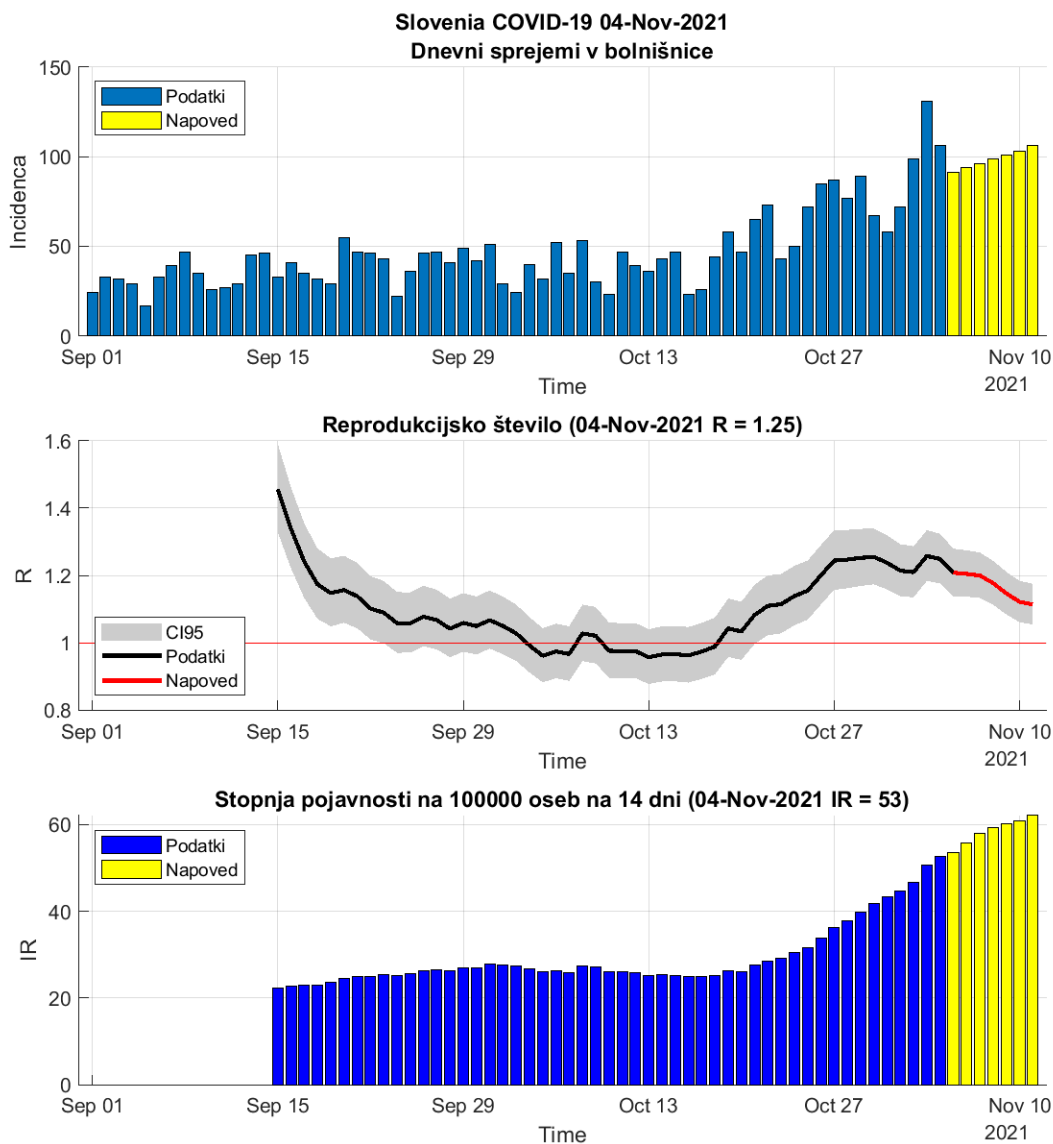 Slovenia COVID-19 04-Nov-2021
Dnevni sprejemi v bolnišnice
150
100
50
0
Incidenca
Podatki
Napoved
Sep 01 Sep 15 Sep 29 Oct 13 Oct 27 Nov 10
2021
Time
Reprodukcijsko število (04-Nov-2021 R = 1.25)
1.6
1.4
1.2
1
0.8
R
CI95
Podatki
Napoved
Sep 01 Sep 15 Sep 29 Oct 13 Oct 27 Nov 10
2021
Time
Stopnja pojavnosti na 100000 oseb na 14 dni (04-Nov-2021 IR = 53)
60
40
20
0
IR
Podatki
Napoved
Sep 01 Sep 15 Sep 29 Oct 13 Oct 27 Nov 10
2021
Time